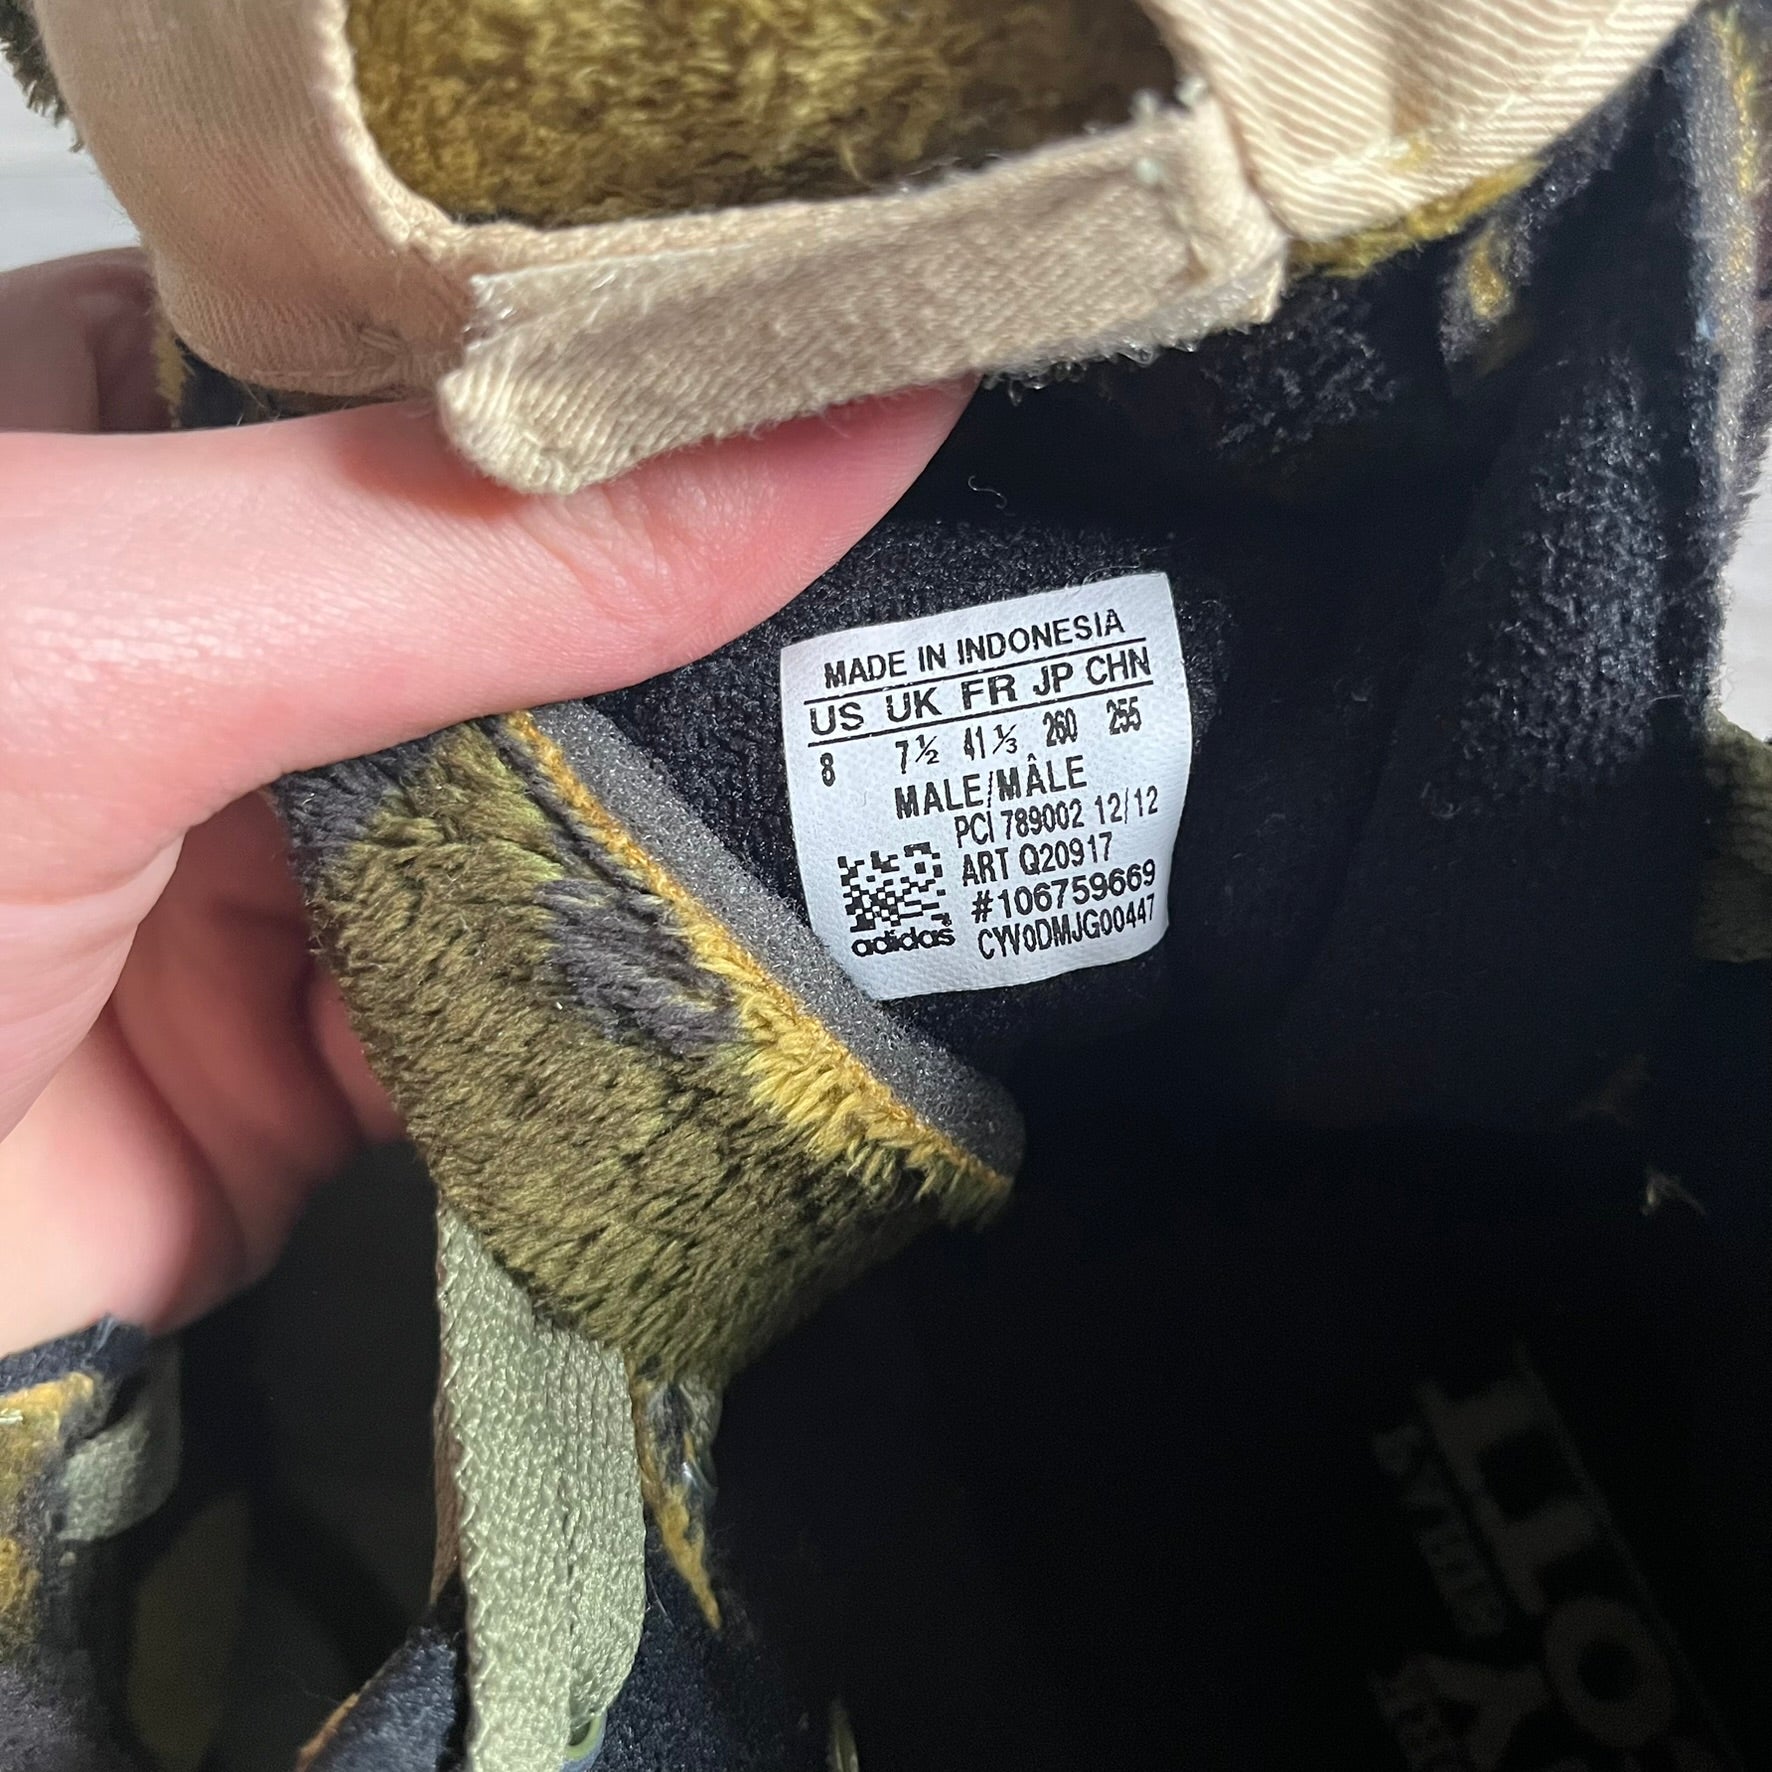 MADE IN INDONESIA
US UK FR JP CHN
8 7½ 41⅓ 260 255
MALE/MÂLE
PCI 789002 12/12
ART Q20917
#106759669
adidas CYV0DMJG00447